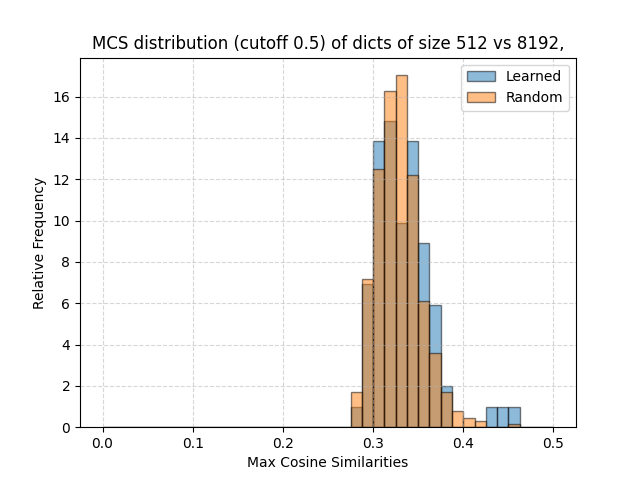 MCS distribution (cutoff 0.5) of dicts of size 512 vs 8192,
Learned
Random
Relative Frequency
16
14
12
10
8
6
4
2
0
0.0 0.1 0.2 0.3 0.4 0.5
Max Cosine Similarities